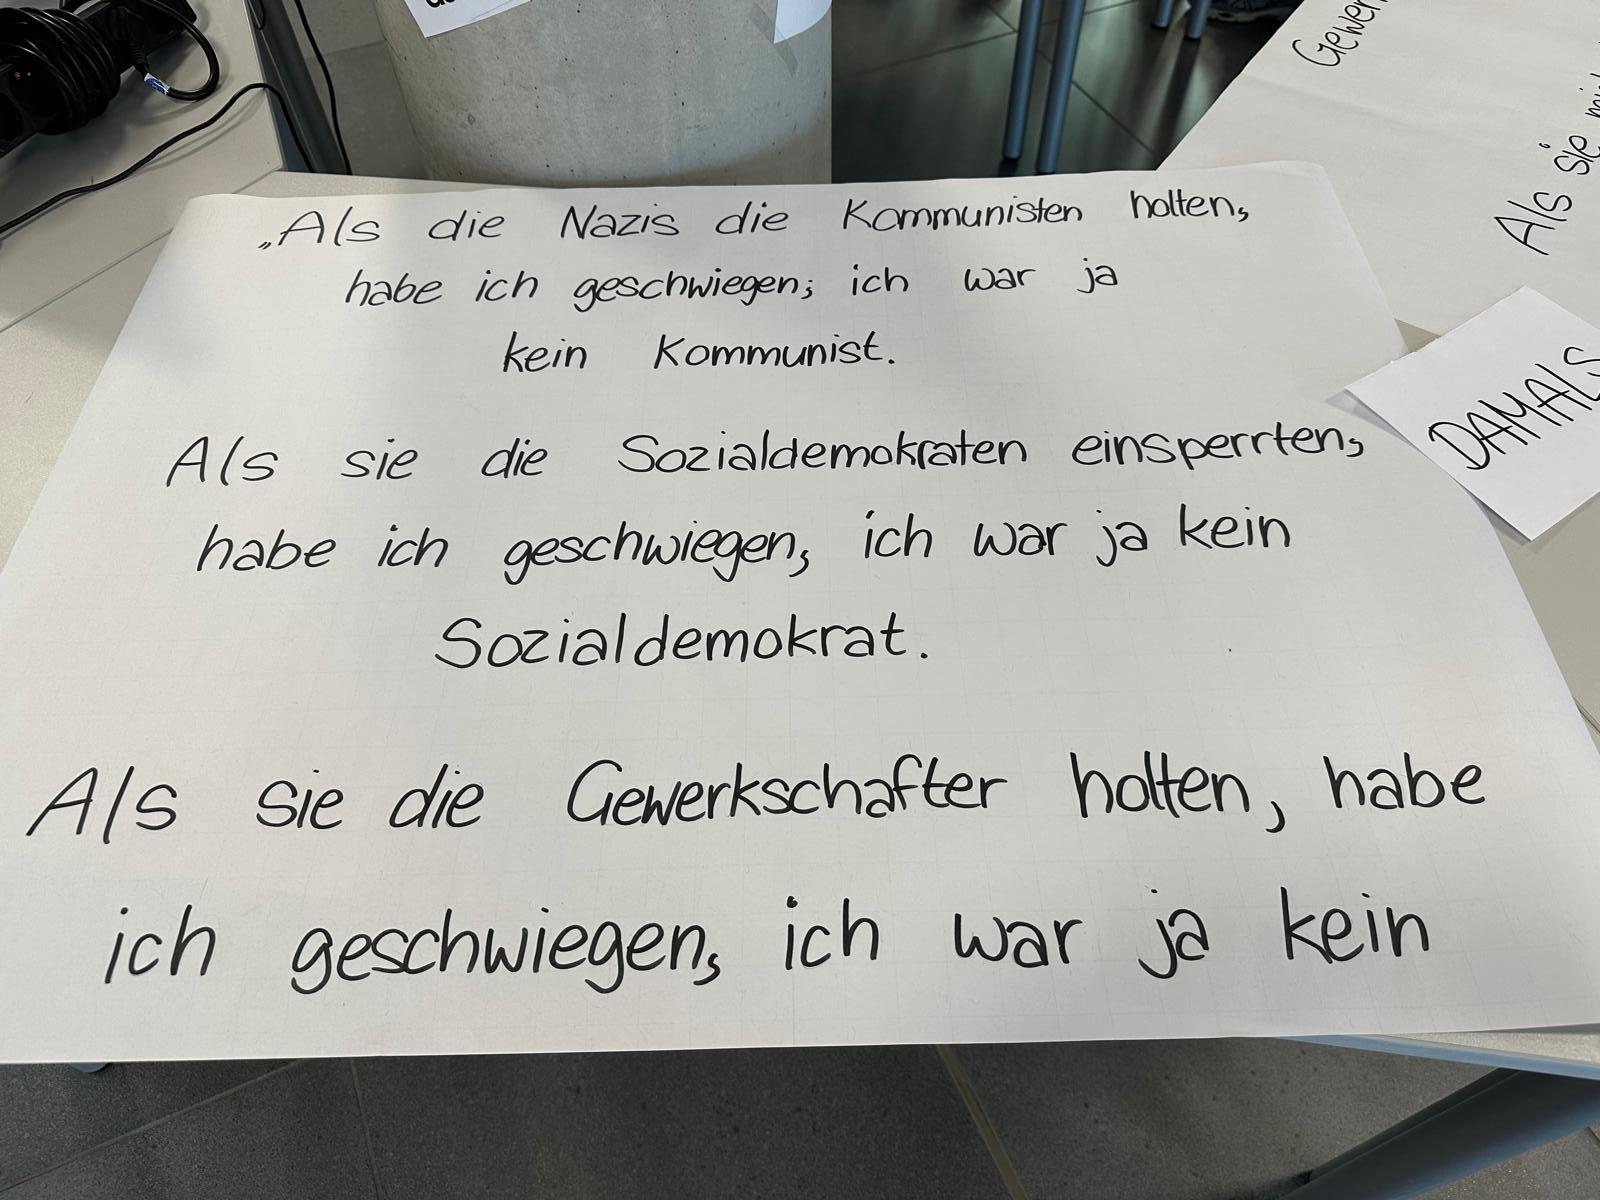 „Als die Nazis die Kommunisten holten,
habe ich geschwiegen; ich war ja
kein Kommunist.
Als sie die Sozialdemokraten einsperrten,
habe ich geschwiegen, ich war ja kein
Sozialdemokrat.
Als sie die Gewerkschafter holten, habe
ich geschwiegen, ich war ja kein
Als sie
DAMALS